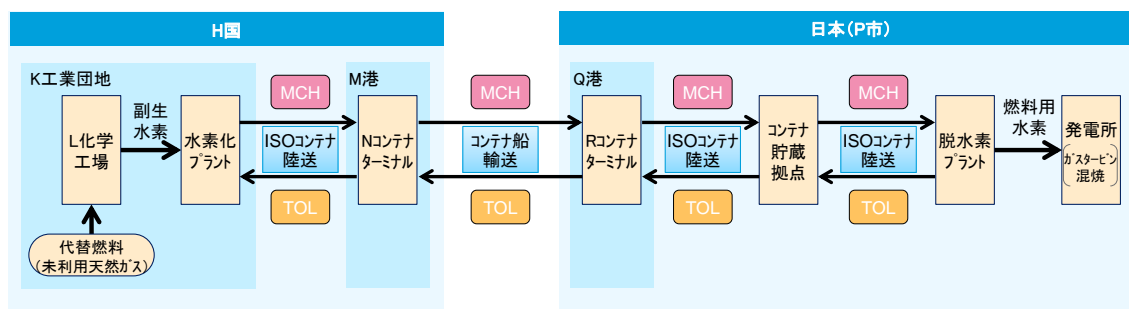 H国
日本(P市)
K工業団地
M港
Q港
L化学
工場
副生
水素
水素化
プラント
MCH
ISOコンテナ
陸送
TOL
Nコンテナ
ターミナル
MCH
コンテナ船
輸送
TOL
Rコンテナ
ターミナル
MCH
ISOコンテナ
陸送
TOL
コンテナ
貯蔵
拠点
MCH
ISOコンテナ
陸送
TOL
脱水素
プラント
燃料用
水素
発電所
ガスタービン
混焼
代替燃料
(未利用天然ガス)